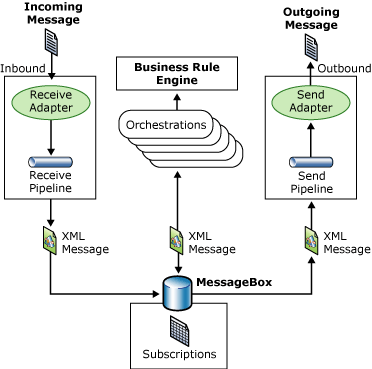 Incoming
Message
Outgoing
Message
Inbound
Outbound
Business Rule
Engine
Receive
Adapter
Send
Adapter
Orchestrations
Receive
Pipeline
Send
Pipeline
XML
Message
XML
Message
XML
Message
MessageBox
Subscriptions